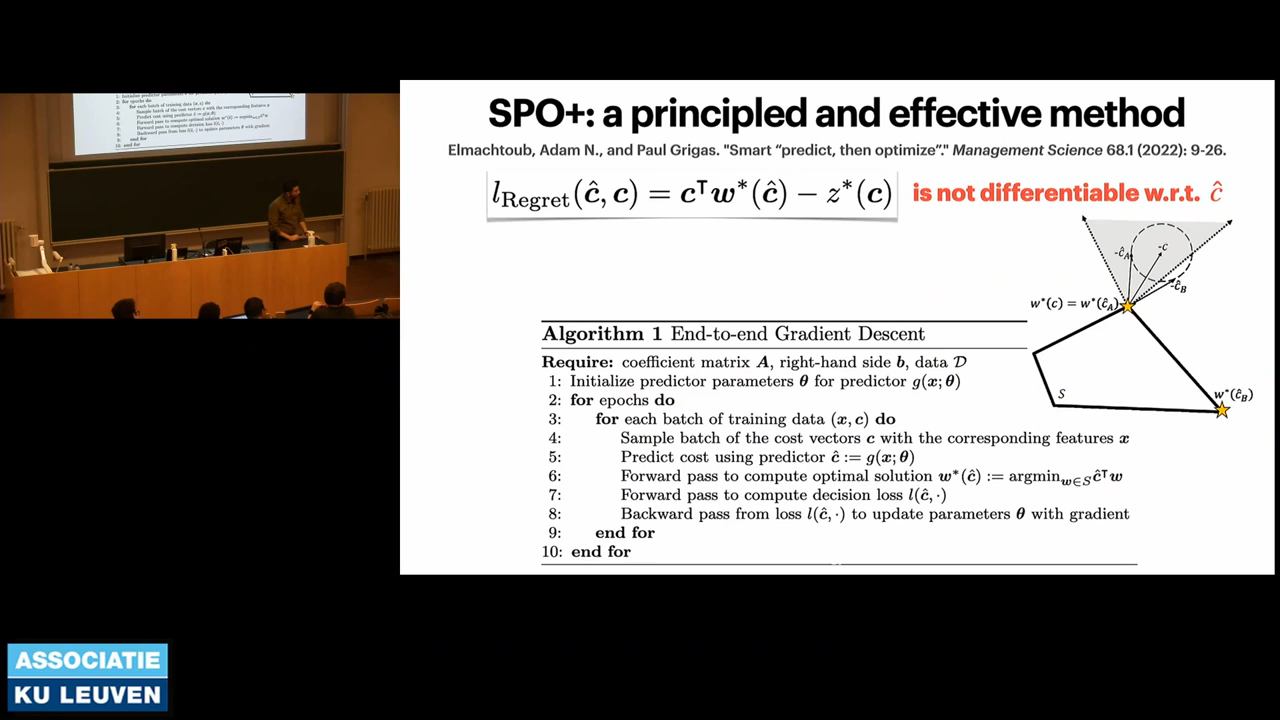 SPO+: a principled and effective method
Elmachtoub, Adam N., and Paul Grigas. "Smart “predict, then optimize”." Management Science 68.1 (2022): 9-26.
l_Regret(ĉ, c) = c⊺w*(ĉ) − z*(c)
is not differentiable w.r.t. ĉ
-ĉ_A
-c
-ĉ_B
w*(c) = w*(ĉ_A)
S
w*(ĉ_B)
Algorithm 1 End-to-end Gradient Descent
Require: coefficient matrix A, right-hand side b, data 𝒟
1: Initialize predictor parameters θ for predictor g(x; θ)
2: for epochs do
3: for each batch of training data (x, c) do
4: Sample batch of the cost vectors c with the corresponding features x
5: Predict cost using predictor ĉ := g(x; θ)
6: Forward pass to compute optimal solution w*(ĉ) := argmin_{w∈S} ĉ⊺w
7: Forward pass to compute decision loss l(ĉ, ·)
8: Backward pass from loss l(ĉ, ·) to update parameters θ with gradient
9: end for
10: end for
ASSOCIATIE
KU LEUVEN